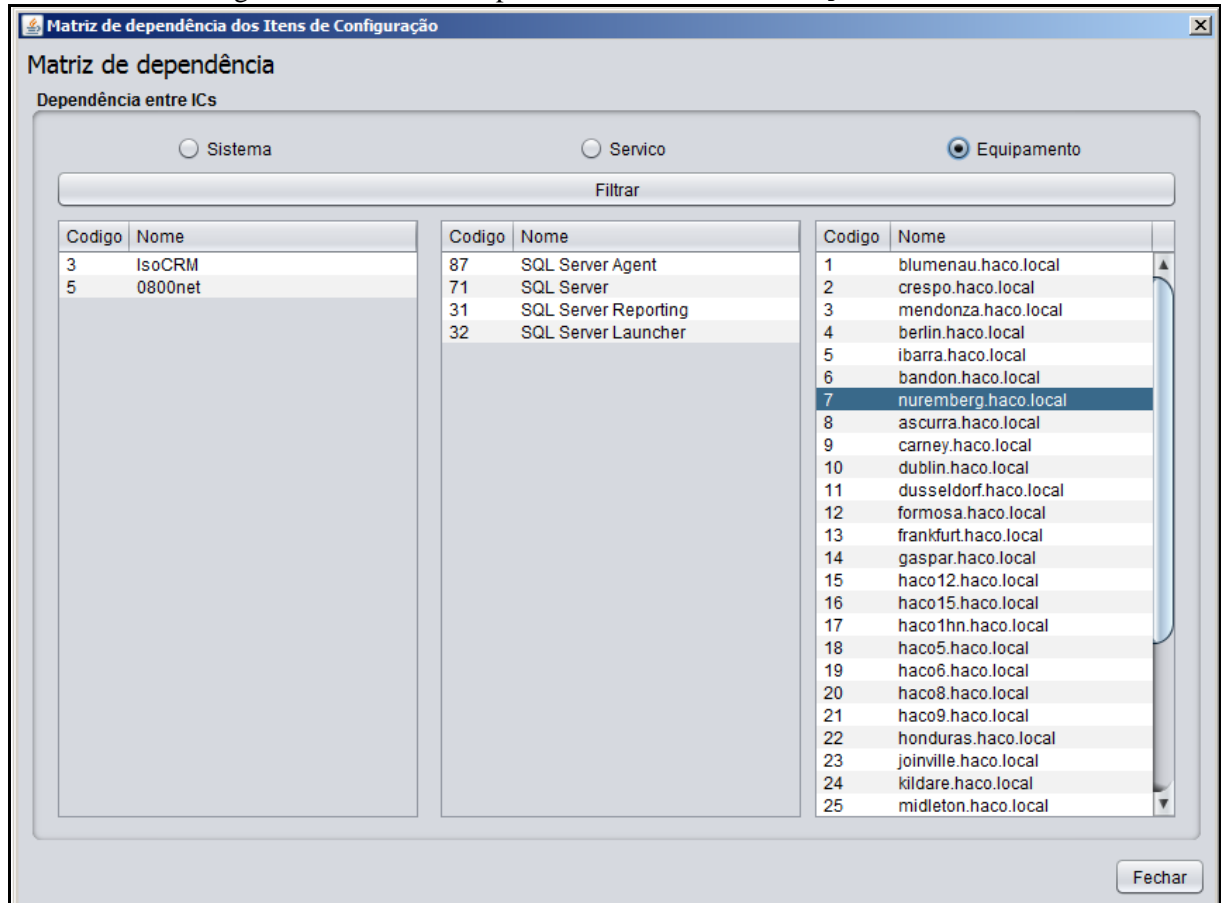 Matriz de dependência dos Itens de Configuração
Matriz de dependência
Dependência entre ICs
Sistema Servico Equipamento
Filtrar
Codigo Nome Codigo Nome Codigo Nome
3 IsoCRM 87 SQL Server Agent 1 blumenau.haco.local
5 0800net 71 SQL Server 2 crespo.haco.local
31 SQL Server Reporting 3 mendonza.haco.local
32 SQL Server Launcher 4 berlin.haco.local
5 ibarra.haco.local
6 bandon.haco.local
7 nuremberg.haco.local
8 ascurra.haco.local
9 carney.haco.local
10 dublin.haco.local
11 dusseldorf.haco.local
12 formosa.haco.local
13 frankfurt.haco.local
14 gaspar.haco.local
15 haco12.haco.local
16 haco15.haco.local
17 haco1hn.haco.local
18 haco5.haco.local
19 haco6.haco.local
20 haco8.haco.local
21 haco9.haco.local
22 honduras.haco.local
23 joinville.haco.local
24 kildare.haco.local
25 midleton.haco.local
Fechar